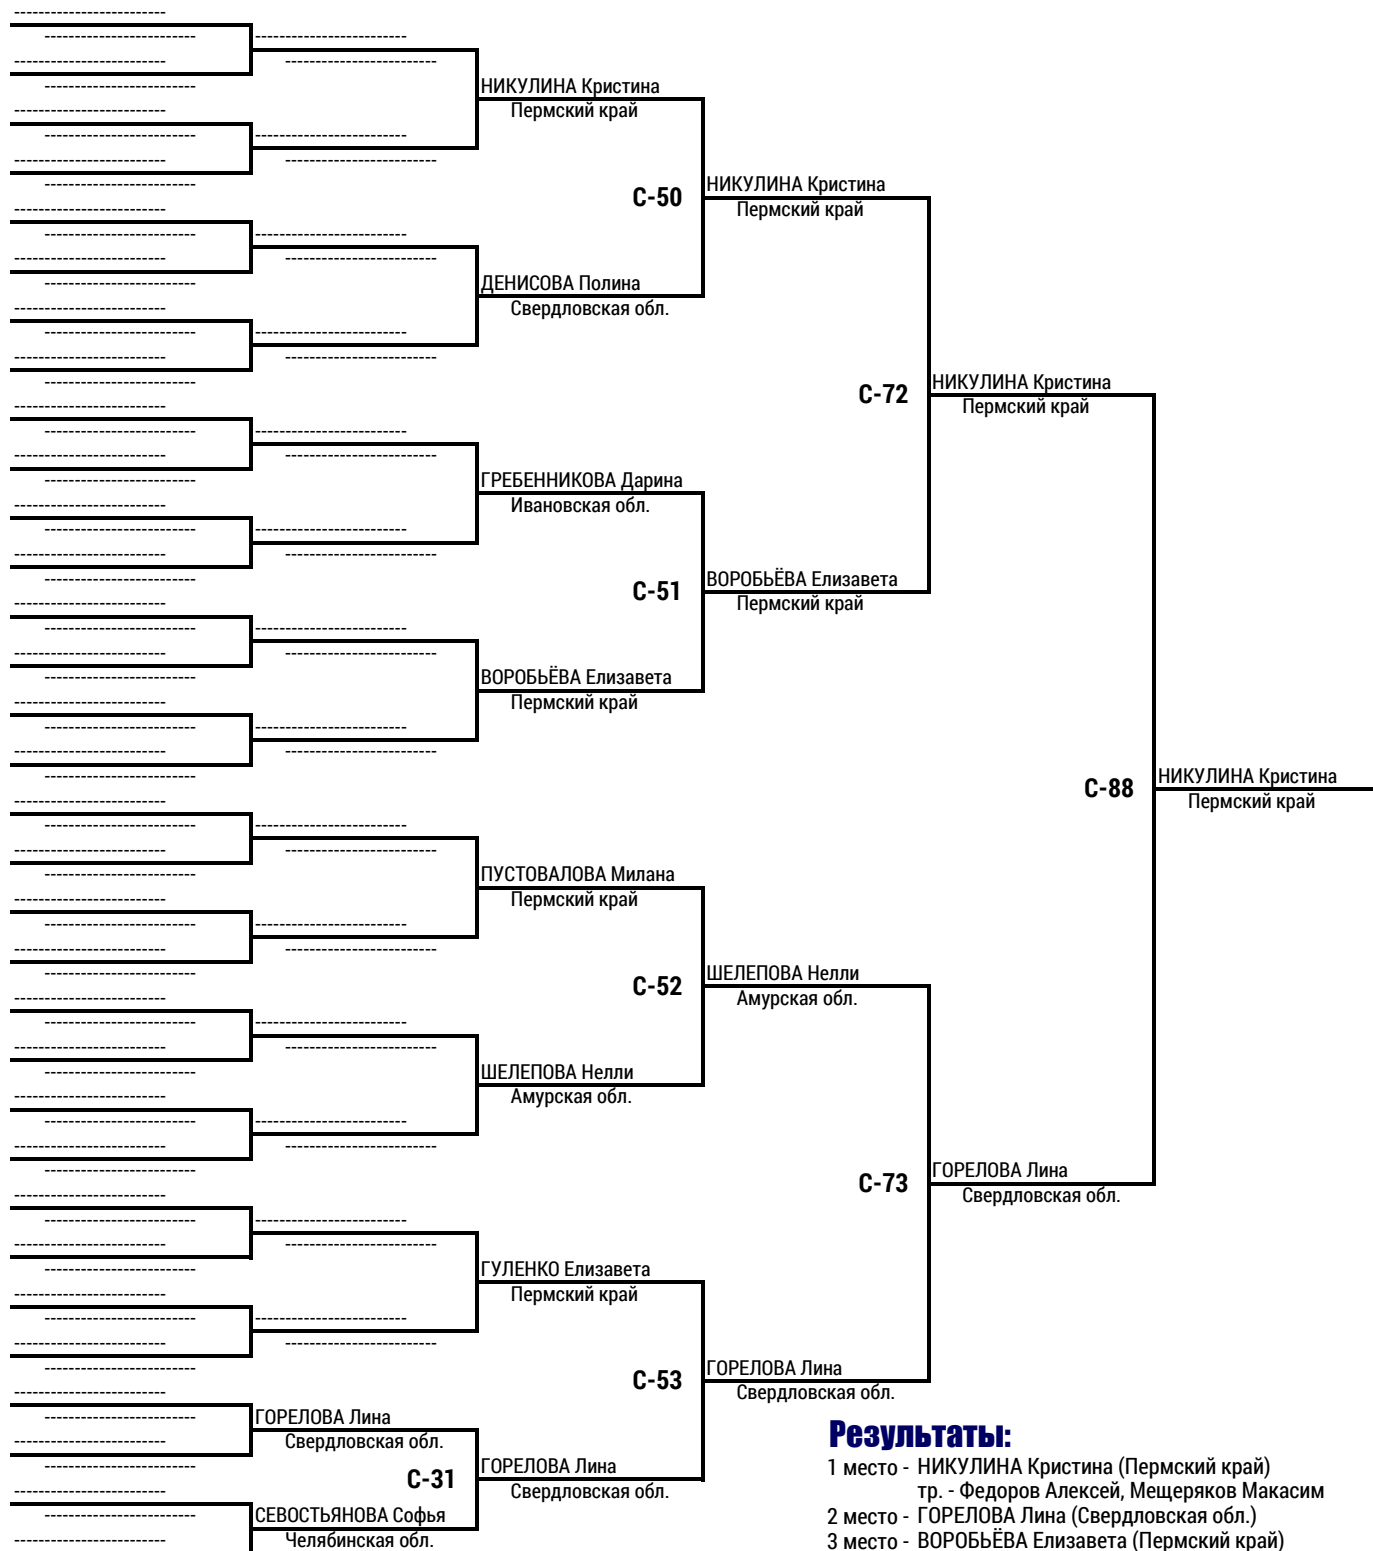 НИКУЛИНА Кристина
Пермский край
С-50
НИКУЛИНА Кристина
Пермский край
ДЕНИСОВА Полина
Свердловская обл.
С-72
НИКУЛИНА Кристина
Пермский край
ГРЕБЕННИКОВА Дарина
Ивановская обл.
С-51
ВОРОБЬЁВА Елизавета
Пермский край
ВОРОБЬЁВА Елизавета
Пермский край
С-88
НИКУЛИНА Кристина
Пермский край
ПУСТОВАЛОВА Милана
Пермский край
С-52
ШЕЛЕПОВА Нелли
Амурская обл.
ШЕЛЕПОВА Нелли
Амурская обл.
С-73
ГОРЕЛОВА Лина
Свердловская обл.
ГУЛЕНКО Елизавета
Пермский край
С-53
ГОРЕЛОВА Лина
Свердловская обл.
ГОРЕЛОВА Лина
Свердловская обл.
С-31
ГОРЕЛОВА Лина
Свердловская обл.
СЕВОСТЬЯНОВА Софья
Челябинская обл.
Результаты:
1 место - НИКУЛИНА Кристина (Пермский край)
тр. - Федоров Алексей, Мещеряков Макасим
2 место - ГОРЕЛОВА Лина (Свердловская обл.)
3 место - ВОРОБЬЁВА Елизавета (Пермский край)